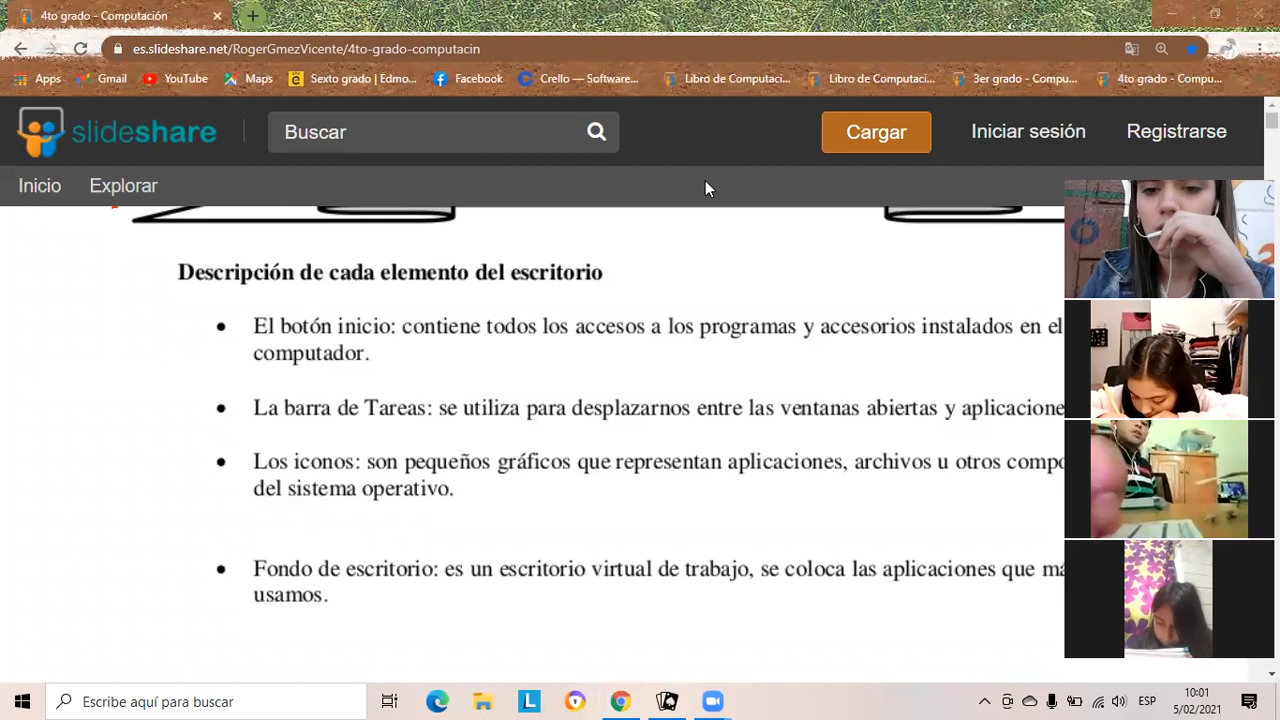 4to grado - Computación
es.slideshare.net/RogerGmezVicente/4to-grado-computacin
Apps Gmail YouTube Maps Sexto grado | Edmo... Facebook Crello — Software... Libro de Computaci... Libro de Computaci... 3er grado - Compu... 4to grado - Compu...
slideshare Buscar Cargar Iniciar sesión Registrarse
Inicio Explorar
Descripción de cada elemento del escritorio
• El botón inicio: contiene todos los accesos a los programas y accesorios instalados en el
computador.
• La barra de Tareas: se utiliza para desplazarnos entre las ventanas abiertas y aplicacione
• Los iconos: son pequeños gráficos que representan aplicaciones, archivos u otros compo
del sistema operativo.
• Fondo de escritorio: es un escritorio virtual de trabajo, se coloca las aplicaciones que má
usamos.
Escribe aquí para buscar
L
ESP
10:01
5/02/2021